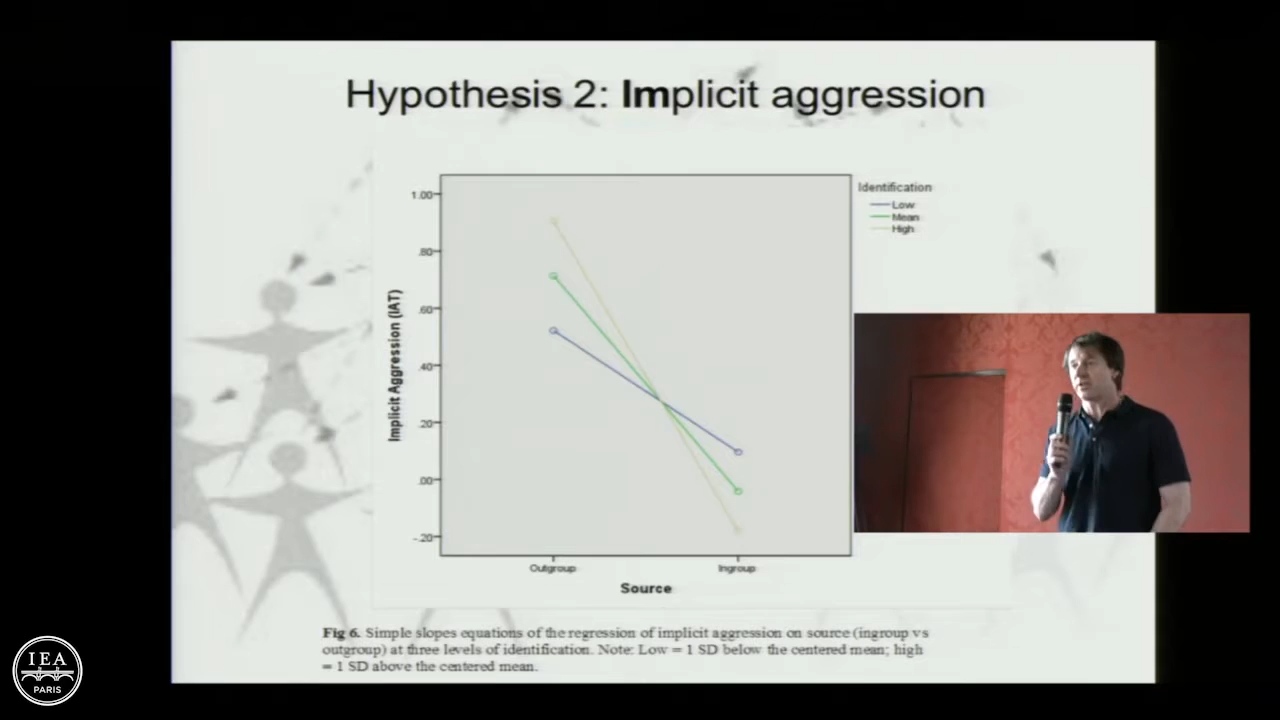 Hypothesis 2: Implicit aggression
Identification
Low
Mean
High
1.00
.80
.60
.40
.20
.00
-.20
Implicit Aggression (IAT)
Outgroup
Ingroup
Source
Fig 6. Simple slopes equations of the regression of implicit aggression on source (ingroup vs
outgroup) at three levels of identification. Note: Low = 1 SD below the centered mean; high
= 1 SD above the centered mean.
IEA
PARIS